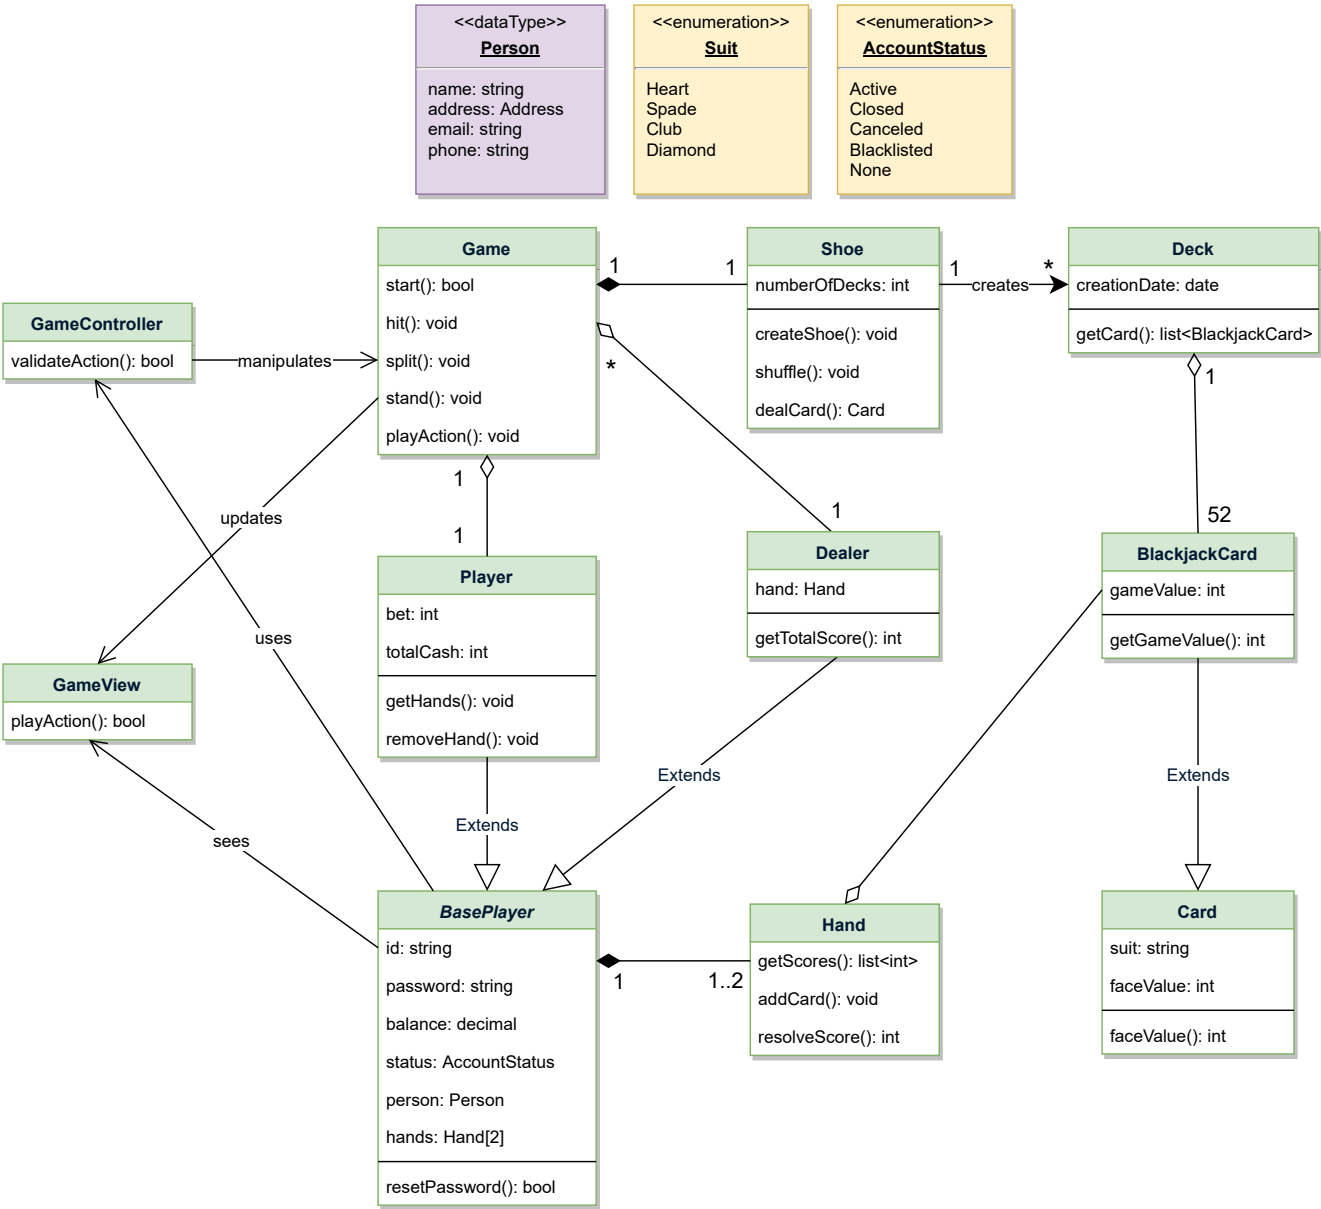 <<dataType>>
Person
name: string
address: Address
email: string
phone: string
<<enumeration>>
Suit
Heart
Spade
Club
Diamond
<<enumeration>>
AccountStatus
Active
Closed
Canceled
Blacklisted
None
Game
start(): bool
hit(): void
split(): void
stand(): void
playAction(): void
1
1
Shoe
numberOfDecks: int
createShoe(): void
shuffle(): void
dealCard(): Card
1
creates
*
Deck
creationDate: date
getCard(): list<BlackjackCard>
GameController
validateAction(): bool
manipulates
*
1
1
1
updates
1
52
Player
bet: int
totalCash: int
getHands(): void
removeHand(): void
Dealer
hand: Hand
getTotalScore(): int
BlackjackCard
gameValue: int
getGameValue(): int
uses
GameView
playAction(): bool
sees
Extends
Extends
Extends
BasePlayer
id: string
password: string
balance: decimal
status: AccountStatus
person: Person
hands: Hand[2]
resetPassword(): bool
1
1..2
Hand
getScores(): list<int>
addCard(): void
resolveScore(): int
Card
suit: string
faceValue: int
faceValue(): int